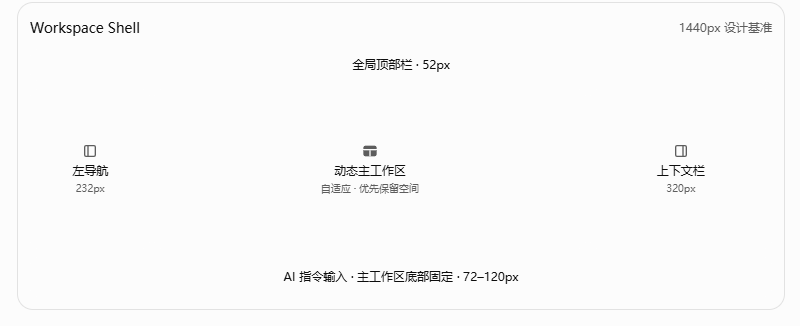 Workspace Shell
1440px 设计基准
全局顶部栏 · 52px
左导航
232px
动态主工作区
自适应 · 优先保留空间
上下文栏
320px
AI 指令输入 · 主工作区底部固定 · 72–120px